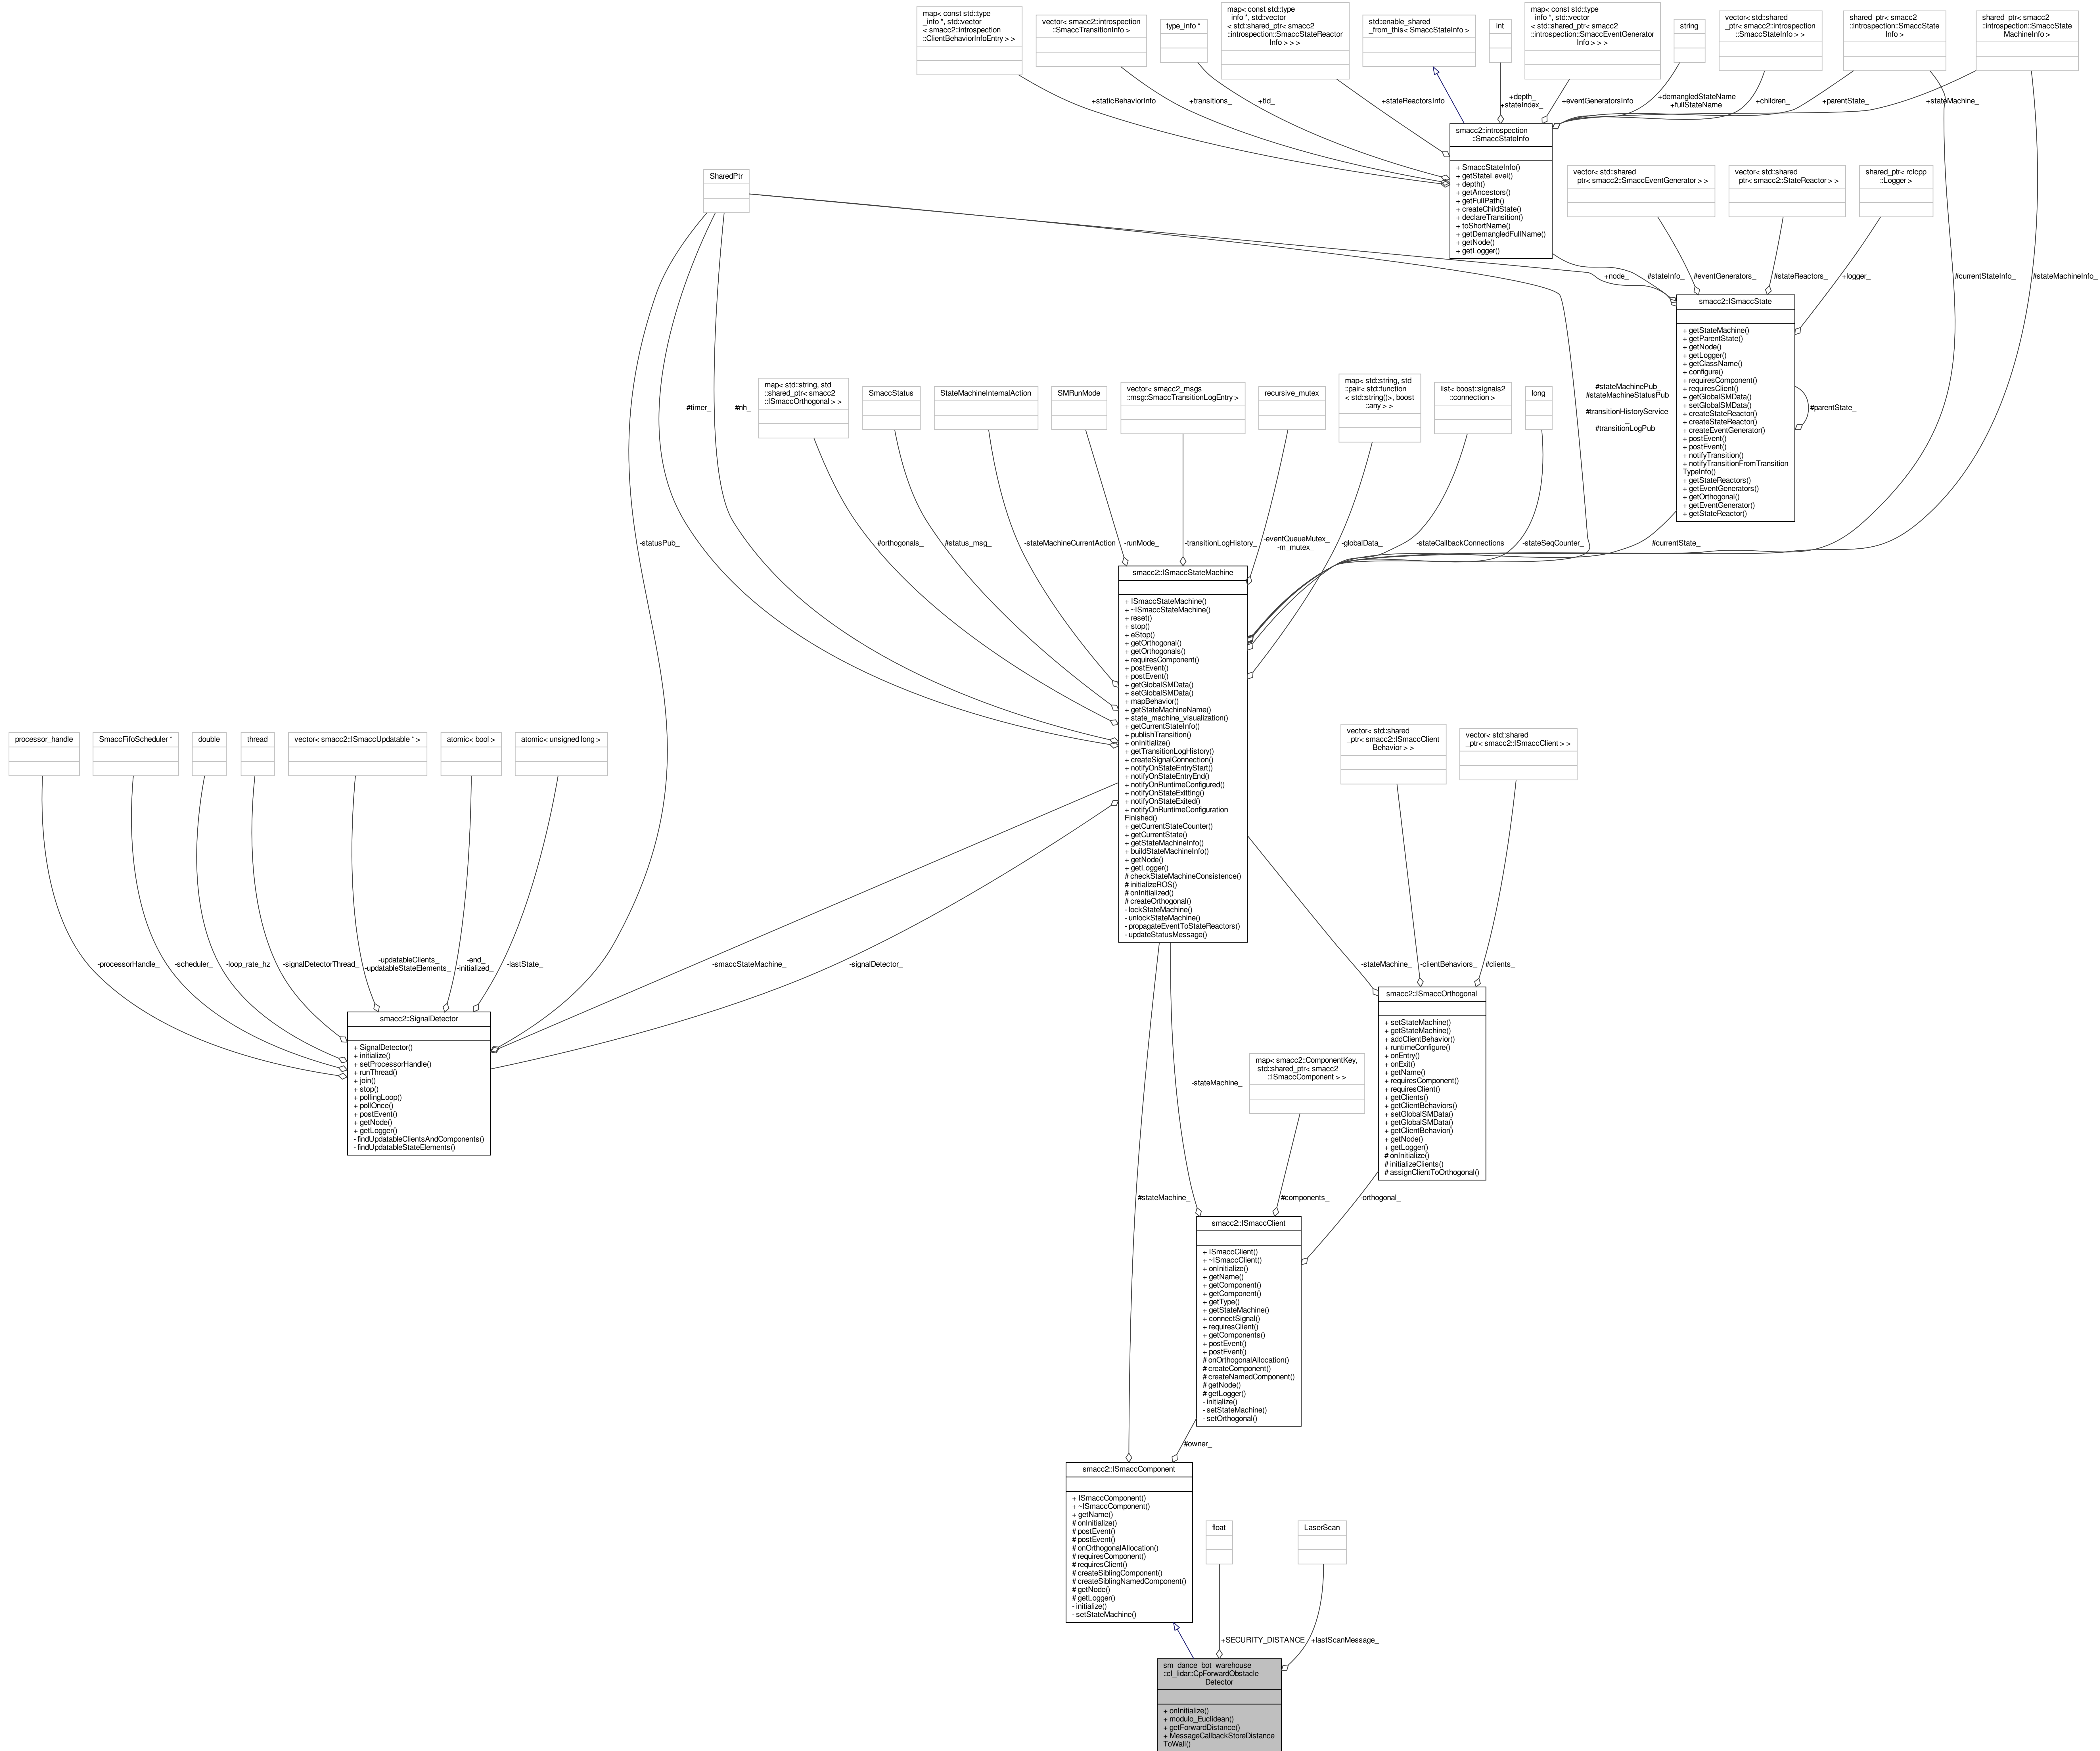 map< const std::type
_info *, std::vector
< smacc2::introspection
::ClientBehaviorInfoEntry > >
vector< smacc2::introspection
::SmaccTransitionInfo >
type_info *
map< const std::type
_info *, std::vector
< std::shared_ptr< smacc2
::introspection::SmaccStateReactor
Info > > >
std::enable_shared
_from_this< SmaccStateInfo >
int
map< const std::type
_info *, std::vector
< std::shared_ptr< smacc2
::introspection::SmaccEventGenerator
Info > > >
string
vector< std::shared
_ptr< smacc2::introspection
::SmaccStateInfo > >
shared_ptr< smacc2
::introspection::SmaccState
Info >
shared_ptr< smacc2
::introspection::SmaccState
MachineInfo >
+staticBehaviorInfo
+transitions_
+tid_
+stateReactorsInfo
+depth_
+stateIndex_
+eventGeneratorsInfo
+demangledStateName
+fullStateName
+children_
+parentState_
+stateMachine_
smacc2::introspection
::SmaccStateInfo
+ SmaccStateInfo()
+ getStateLevel()
+ depth()
+ getAncestors()
+ getFullPath()
+ createChildState()
+ declareTransition()
+ toShortName()
+ getDemangledFullName()
+ getNode()
+ getLogger()
SharedPtr
vector< std::shared
_ptr< smacc2::SmaccEventGenerator > >
vector< std::shared
_ptr< smacc2::StateReactor > >
shared_ptr< rclcpp
::Logger >
+node_
#stateInfo_
#eventGenerators_
#stateReactors_
+logger_
#currentStateInfo_
#stateMachineInfo_
smacc2::ISmaccState
+ getStateMachine()
+ getParentState()
+ getNode()
+ getLogger()
+ getClassName()
+ configure()
+ requiresComponent()
+ requiresClient()
+ getGlobalSMData()
+ setGlobalSMData()
+ createStateReactor()
+ createStateReactor()
+ createEventGenerator()
+ postEvent()
+ postEvent()
+ notifyTransition()
+ notifyTransitionFromTransition
TypeInfo()
+ getStateReactors()
+ getEventGenerators()
+ getOrthogonal()
+ getEventGenerator()
+ getStateReactor()
#parentState_
#timer_
#nh_
map< std::string, std
::shared_ptr< smacc2
::ISmaccOrthogonal > >
SmaccStatus
StateMachineInternalAction
SMRunMode
vector< smacc2_msgs
::msg::SmaccTransitionLogEntry >
recursive_mutex
map< std::string, std
::pair< std::function
< std::string()>, boost
::any > >
list< boost::signals2
::connection >
long
#stateMachinePub_
#stateMachineStatusPub
_
#transitionHistoryService
_
#transitionLogPub_
-statusPub_
#orthogonals_
#status_msg_
-stateMachineCurrentAction
-runMode_
-transitionLogHistory_
-eventQueueMutex_
-m_mutex_
-globalData_
-stateCallbackConnections
-stateSeqCounter_
#currentState_
smacc2::ISmaccStateMachine
+ ISmaccStateMachine()
+ ~ISmaccStateMachine()
+ reset()
+ stop()
+ eStop()
+ getOrthogonal()
+ getOrthogonals()
+ requiresComponent()
+ postEvent()
+ postEvent()
+ getGlobalSMData()
+ setGlobalSMData()
+ mapBehavior()
+ getStateMachineName()
+ state_machine_visualization()
+ getCurrentStateInfo()
+ publishTransition()
+ onInitialize()
+ getTransitionLogHistory()
+ createSignalConnection()
+ notifyOnStateEntryStart()
+ notifyOnStateEntryEnd()
+ notifyOnRuntimeConfigured()
+ notifyOnStateExitting()
+ notifyOnStateExited()
+ notifyOnRuntimeConfiguration
Finished()
+ getCurrentStateCounter()
+ getCurrentState()
+ getStateMachineInfo()
+ buildStateMachineInfo()
+ getNode()
+ getLogger()
# checkStateMachineConsistence()
# initializeROS()
# onInitialized()
# createOrthogonal()
- lockStateMachine()
- unlockStateMachine()
- propagateEventToStateReactors()
- updateStatusMessage()
processor_handle
SmaccFifoScheduler *
double
thread
vector< smacc2::ISmaccUpdatable * >
atomic< bool >
atomic< unsigned long >
vector< std::shared
_ptr< smacc2::ISmaccClient
Behavior > >
vector< std::shared
_ptr< smacc2::ISmaccClient > >
-processorHandle_
-scheduler_
-loop_rate_hz
-signalDetectorThread_
-updatableClients_
-updatableStateElements_
-end_
-initialized_
-lastState_
-smaccStateMachine_
-signalDetector_
-stateMachine_
-clientBehaviors_
#clients_
smacc2::SignalDetector
+ SignalDetector()
+ initialize()
+ setProcessorHandle()
+ runThread()
+ join()
+ stop()
+ pollingLoop()
+ pollOnce()
+ postEvent()
+ getNode()
+ getLogger()
- findUpdatableClientsAndComponents()
- findUpdatableStateElements()
smacc2::ISmaccOrthogonal
+ setStateMachine()
+ getStateMachine()
+ addClientBehavior()
+ runtimeConfigure()
+ onEntry()
+ onExit()
+ getName()
+ requiresComponent()
+ requiresClient()
+ getClients()
+ getClientBehaviors()
+ setGlobalSMData()
+ getGlobalSMData()
+ getClientBehavior()
+ getNode()
+ getLogger()
# onInitialize()
# initializeClients()
# assignClientToOrthogonal()
map< smacc2::ComponentKey,
std::shared_ptr< smacc2
::ISmaccComponent > >
-stateMachine_
#stateMachine_
#components_
-orthogonal_
smacc2::ISmaccClient
+ ISmaccClient()
+ ~ISmaccClient()
+ onInitialize()
+ getName()
+ getComponent()
+ getComponent()
+ getType()
+ getStateMachine()
+ connectSignal()
+ requiresClient()
+ getComponents()
+ postEvent()
+ postEvent()
# onOrthogonalAllocation()
# createComponent()
# createNamedComponent()
# getNode()
# getLogger()
- initialize()
- setStateMachine()
- setOrthogonal()
#owner_
smacc2::ISmaccComponent
+ ISmaccComponent()
+ ~ISmaccComponent()
+ getName()
# onInitialize()
# postEvent()
# postEvent()
# onOrthogonalAllocation()
# requiresComponent()
# requiresClient()
# createSiblingComponent()
# createSiblingNamedComponent()
# getNode()
# getLogger()
- initialize()
- setStateMachine()
float
LaserScan
+SECURITY_DISTANCE
+lastScanMessage_
sm_dance_bot_warehouse
::cl_lidar::CpForwardObstacle
Detector
+ onInitialize()
+ modulo_Euclidean()
+ getForwardDistance()
+ MessageCallbackStoreDistance
ToWall()